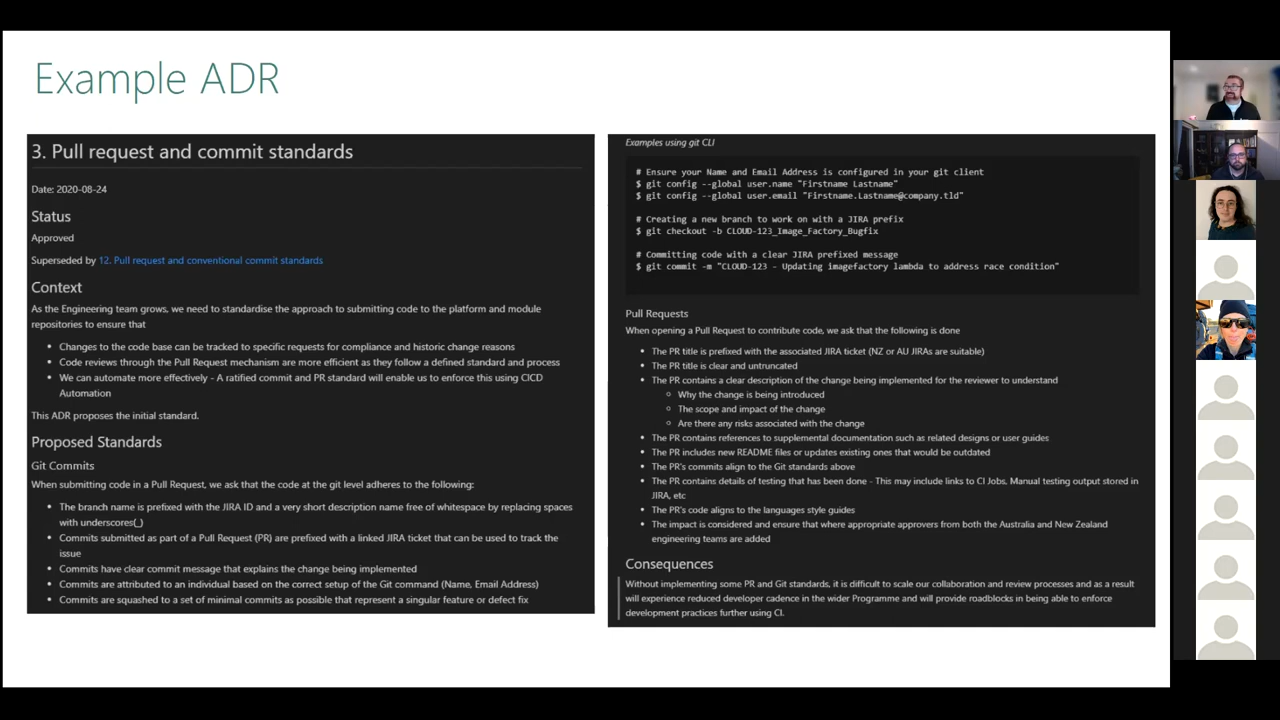 Example ADR
3. Pull request and commit standards
Date: 2020-08-24
Status
Approved
Superseded by 12. Pull request and conventional commit standards
Context
As the Engineering team grows, we need to standardise the approach to submitting code to the platform and module
repositories to ensure that
• Changes to the code base can be tracked to specific requests for compliance and historic change reasons
• Code reviews through the Pull Request mechanism are more efficient as they follow a defined standard and process
• We can automate more effectively - A ratified commit and PR standard will enable us to enforce this using CICD
Automation
This ADR proposes the initial standard.
Proposed Standards
Git Commits
When submitting code in a Pull Request, we ask that the code at the git level adheres to the following:
• The branch name is prefixed with the JIRA ID and a very short description name free of whitespace by replacing spaces
with underscores(_)
• Commits submitted as part of a Pull Request (PR) are prefixed with a linked JIRA ticket that can be used to track the
issue
• Commits have clear commit message that explains the change being implemented
• Commits are attributed to an individual based on the correct setup of the Git command (Name, Email Address)
• Commits are squashed to a set of minimal commits as possible that represent a singular feature or defect fix
Examples using git CLI
# Ensure your Name and Email Address is configured in your git client
$ git config --global user.name "Firstname Lastname"
$ git config --global user.email "Firstname.Lastname@company.tld"
# Creating a new branch to work on with a JIRA prefix
$ git checkout -b CLOUD-123_Image_Factory_Bugfix
# Committing code with a clear JIRA prefixed message
$ git commit -m "CLOUD-123 - Updating imagefactory lambda to address race condition"
Pull Requests
When opening a Pull Request to contribute code, we ask that the following is done
• The PR title is prefixed with the associated JIRA ticket (NZ or AU JIRAs are suitable)
• The PR title is clear and untruncated
• The PR contains a clear description of the change being implemented for the reviewer to understand
○ Why the change is being introduced
○ The scope and impact of the change
○ Are there any risks associated with the change
• The PR contains references to supplemental documentation such as related designs or user guides
• The PR includes new README files or updates existing ones that would be outdated
• The PR's commits align to the Git standards above
• The PR contains details of testing that has been done - This may include links to CI Jobs, Manual testing output stored in
JIRA, etc
• The PR's code aligns to the languages style guides
• The impact is considered and ensure that where appropriate approvers from both the Australia and New Zealand
engineering teams are added
Consequences
Without implementing some PR and Git standards, it is difficult to scale our collaboration and review processes and as a result
will experience reduced developer cadence in the wider Programme and will provide roadblocks in being able to enforce
development practices further using CI.